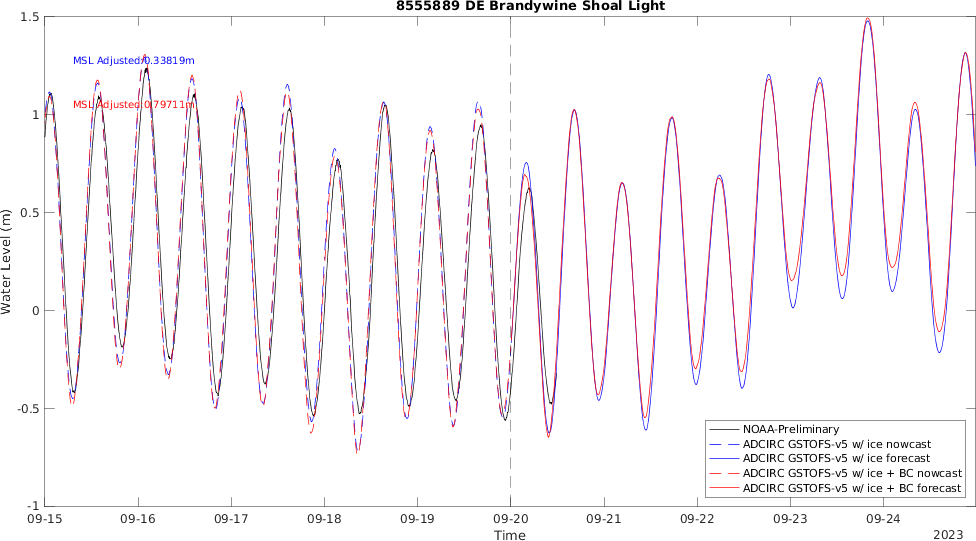 8555889 DE Brandywine Shoal Light
1.5
1
0.5
0
-0.5
-1
Water Level (m)
MSL Adjusted:0.33819m
MSL Adjusted:0.79711m
NOAA-Preliminary
ADCIRC GSTOFS-v5 w/ ice nowcast
ADCIRC GSTOFS-v5 w/ ice forecast
ADCIRC GSTOFS-v5 w/ ice + BC nowcast
ADCIRC GSTOFS-v5 w/ ice + BC forecast
09-15 09-16 09-17 09-18 09-19 09-20 09-21 09-22 09-23 09-24
Time
2023